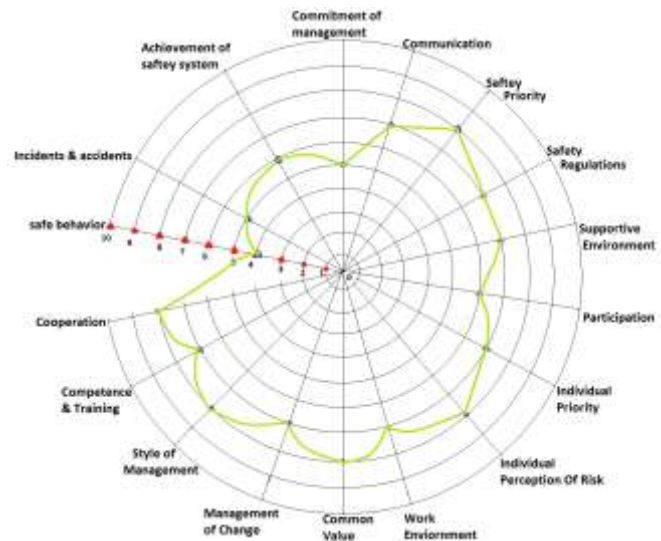 Commitment of
management
Communication
Achievement of
saftey system
Saftey
Priority
Incidents & accidents
Safety
Regulations
safe behavior
10
Supportive
Environment
Cooperation
Participation
Competence
& Training
Individual
Priority
Style of
Management
Individual
Perception Of Risk
Management
of Change
Common
Value
Work
Enviornment